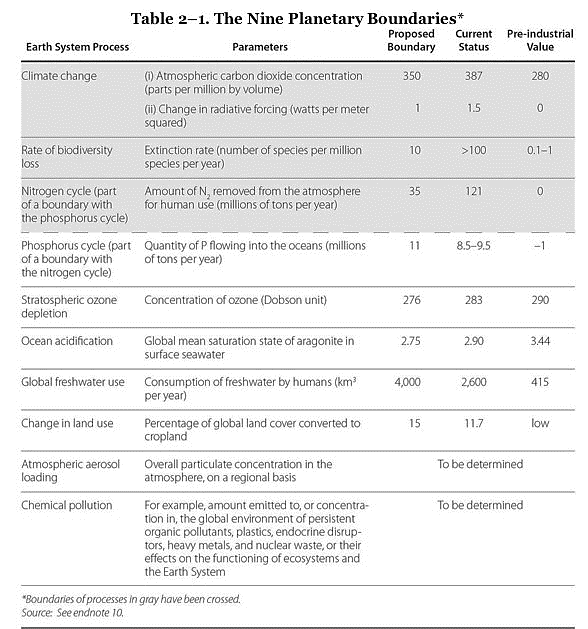 Table 2–1. The Nine Planetary Boundaries*
Earth System Process Parameters Proposed Boundary Current Status Pre-industrial Value
Climate change (i) Atmospheric carbon dioxide concentration 350 387 280
(parts per million by volume)
(ii) Change in radiative forcing (watts per meter 1 1.5 0
squared)
Rate of biodiversity Extinction rate (number of species per million 10 >100 0.1–1
loss species per year)
Nitrogen cycle (part Amount of N₂ removed from the atmosphere 35 121 0
of a boundary with for human use (millions of tons per year)
the phosphorus cycle)
Phosphorus cycle (part Quantity of P flowing into the oceans (millions 11 8.5–9.5 –1
of a boundary with of tons per year)
the nitrogen cycle)
Stratospheric ozone Concentration of ozone (Dobson unit) 276 283 290
depletion
Ocean acidification Global mean saturation state of aragonite in 2.75 2.90 3.44
surface seawater
Global freshwater use Consumption of freshwater by humans (km³ 4,000 2,600 415
per year)
Change in land use Percentage of global land cover converted to 15 11.7 low
cropland
Atmospheric aerosol Overall particulate concentration in the To be determined
loading atmosphere, on a regional basis
Chemical pollution For example, amount emitted to, or concentra- To be determined
tion in, the global environment of persistent
organic pollutants, plastics, endocrine disrup-
tors, heavy metals, and nuclear waste, or their
effects on the functioning of ecosystems and
the Earth System
*Boundaries of processes in gray have been crossed.
Source: See endnote 10.